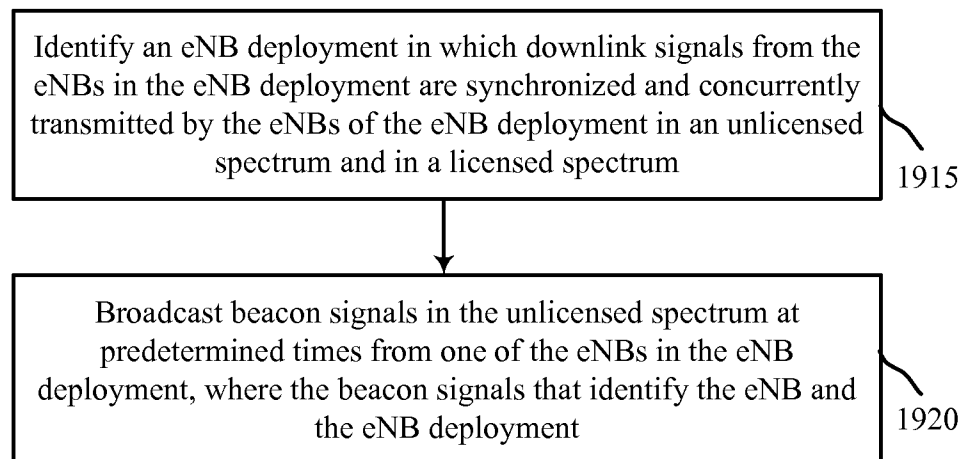 Identify an eNB deployment in which downlink signals from the
eNBs in the eNB deployment are synchronized and concurrently
transmitted by the eNBs of the eNB deployment in an unlicensed
spectrum and in a licensed spectrum
1915
Broadcast beacon signals in the unlicensed spectrum at
predetermined times from one of the eNBs in the eNB
deployment, where the beacon signals that identify the eNB and
the eNB deployment
1920